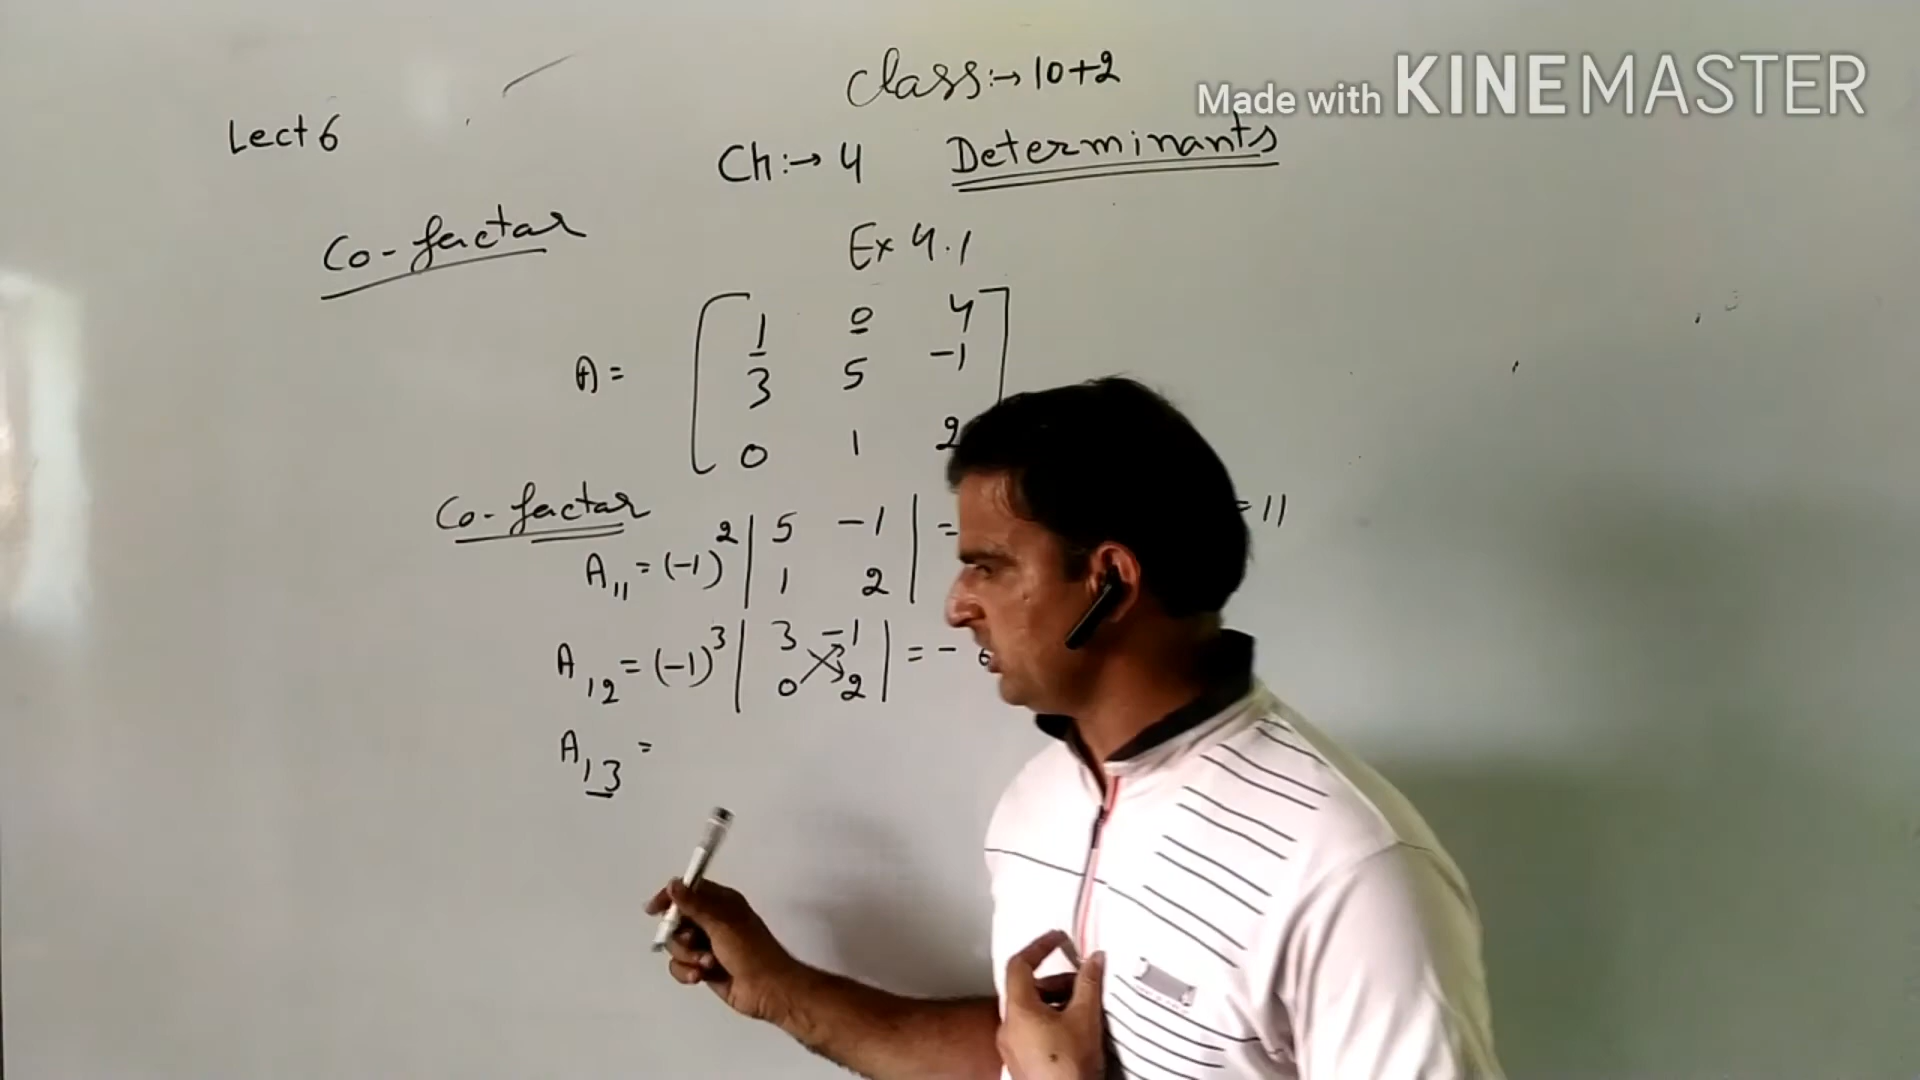 Class:→ 10+2
Made with KINEMASTER
Lect 6
Ch:→ 4 Determinants
Co-factor
Ex 4.1
A = [ 1 0 4
3 5 -1
0 1 2
Co-factor
A₁₁ = (-1)² | 5 -1 | = = 11
| 1 2 |
A₁₂ = (-1)³ | 3 -1 | = - 6
| 0 2 |
A₁₃ =